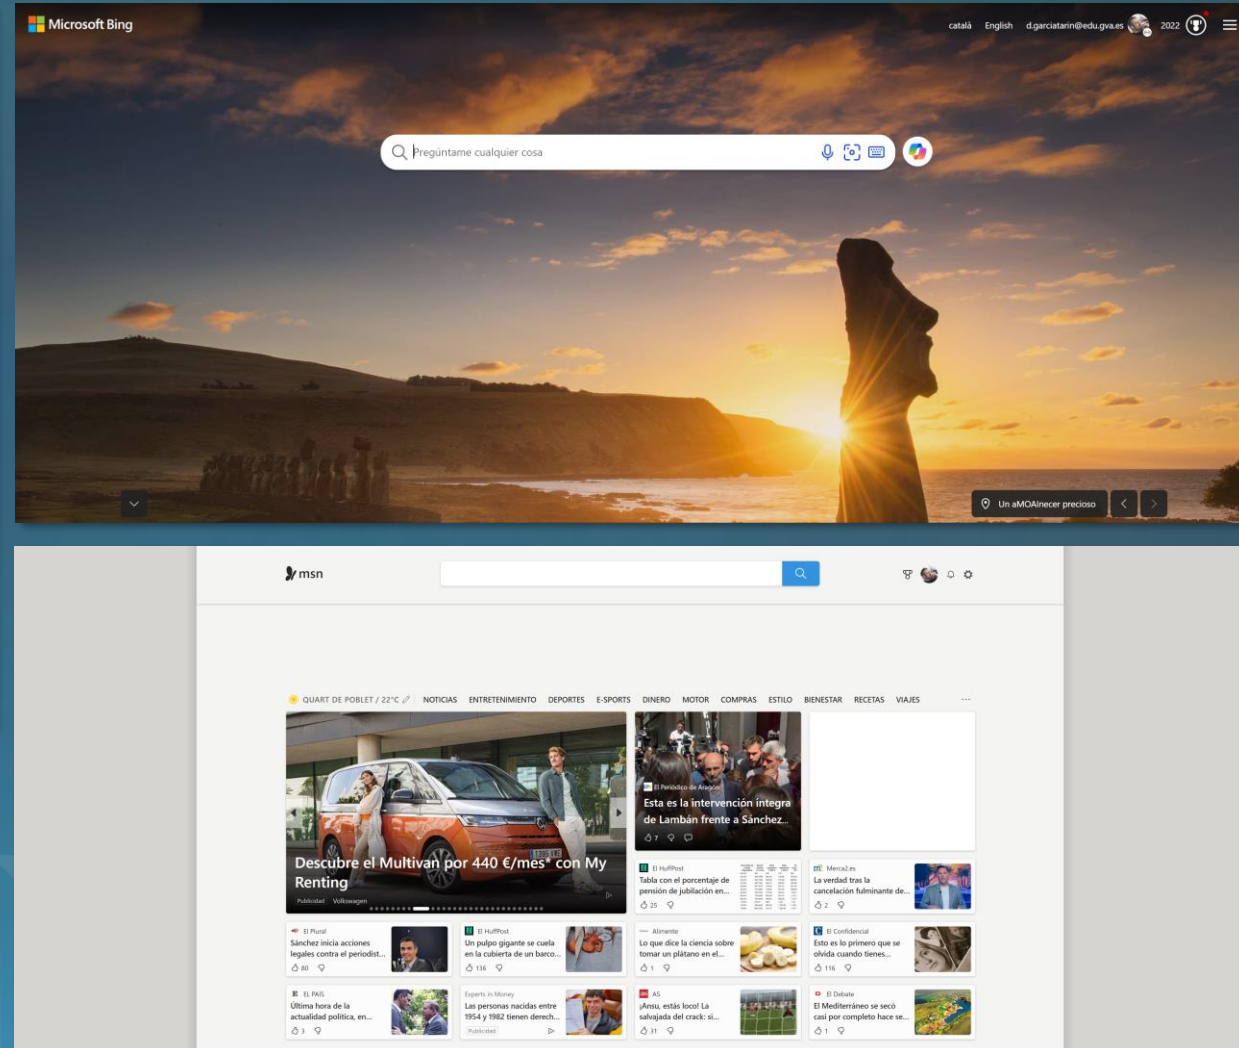 Microsoft Bing
català English d.garciatarin@edu.gva.es 2022
Pregúntame cualquier cosa
Un aMOAInecer precioso
msn
QUART DE POBLET / 22°C NOTICIAS ENTRETENIMIENTO DEPORTES E-SPORTS DINERO MOTOR COMPRAS ESTILO BIENESTAR RECETAS VIAJES ...
Descubre el Multivan por 440 €/mes* con My
Renting
Publicidad Volkswagen
El Periódico de Aragón
Esta es la intervención íntegra
de Lambán frente a Sánchez...
7
El HuffPost
Tabla con el porcentaje de
pensión de jubilación en...
25
Merca2.es
La verdad tras la
cancelación fulminante de...
2
El Plural
Sánchez inicia acciones
legales contra el periodist...
80
El HuffPost
Un pulpo gigante se cuela
en la cubierta de un barco...
136
Alimente
Lo que dice la ciencia sobre
tomar un plátano en el...
1
El Confidencial
Esto es lo primero que se
olvida cuando tienes...
116
EL PAÍS
Última hora de la
actualidad política, en...
3
Experts in Money
Las personas nacidas entre
1954 y 1982 tienen derech...
Publicidad
AS
¡Ansu, estás loco! La
salvajada del crack: si...
31
El Debate
El Mediterráneo se secó
casi por completo hace se...
1